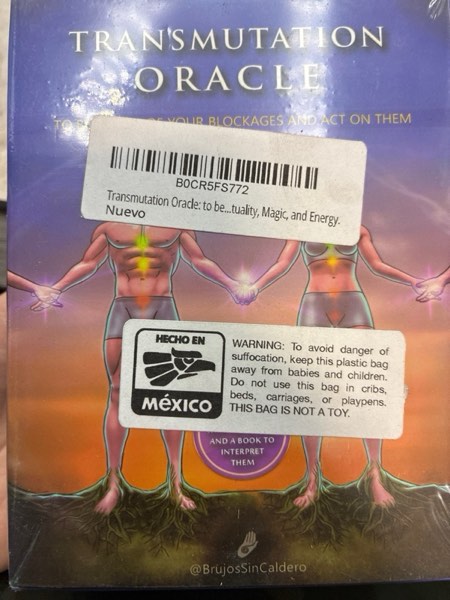 TRANSMUTATION
ORACLE
TO YOUR BLOCKAGES AND ACT ON THEM
B0CR5FS772
Transmutation Oracle: to be...tuality, Magic, and Energy.
Nuevo
HECHO EN
MéXICO
WARNING: To avoid danger of
suffocation, keep this plastic bag
away from babies and children.
Do not use this bag in cribs,
beds, carriages, or playpens.
THIS BAG IS NOT A TOY.
AND A BOOK TO
INTERPRET
THEM
@BrujosSinCaldero